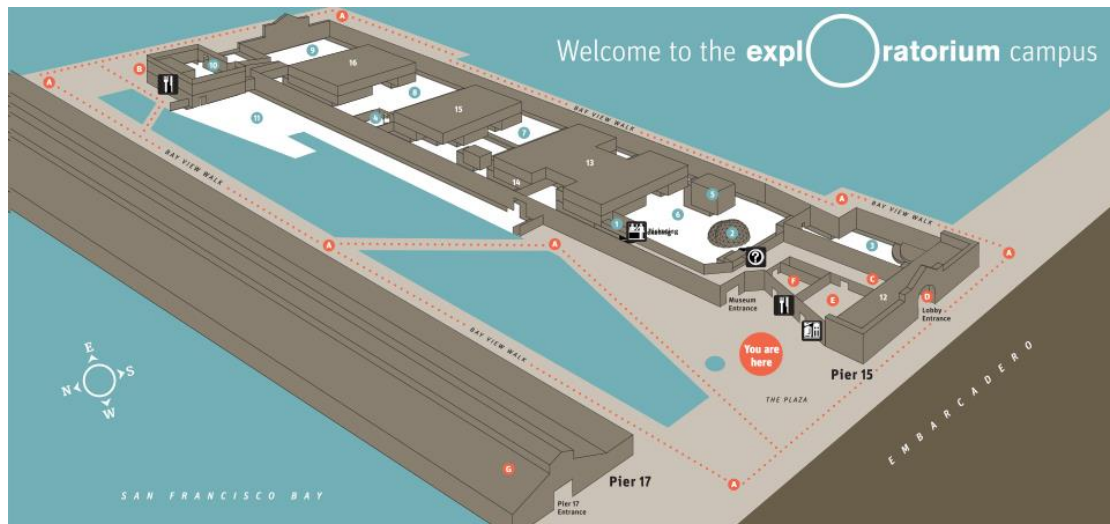 Welcome to the explOratorium campus
A
9
10
B
16
A
8
11
4
15
BAY VIEW WALK
7
13
BAY VIEW WALK
14
5
A
BAY VIEW WALK
1
6
2
3
A
A
A
C
F
E
12
D
Museum
Entrance
Lobby
Entrance
You are
here
Pier 15
BAY VIEW WALK
E
N
S
W
THE PLAZA
EMBARCADERO
G
Pier 17
A
SAN FRANCISCO BAY
Pier 17
Entrance